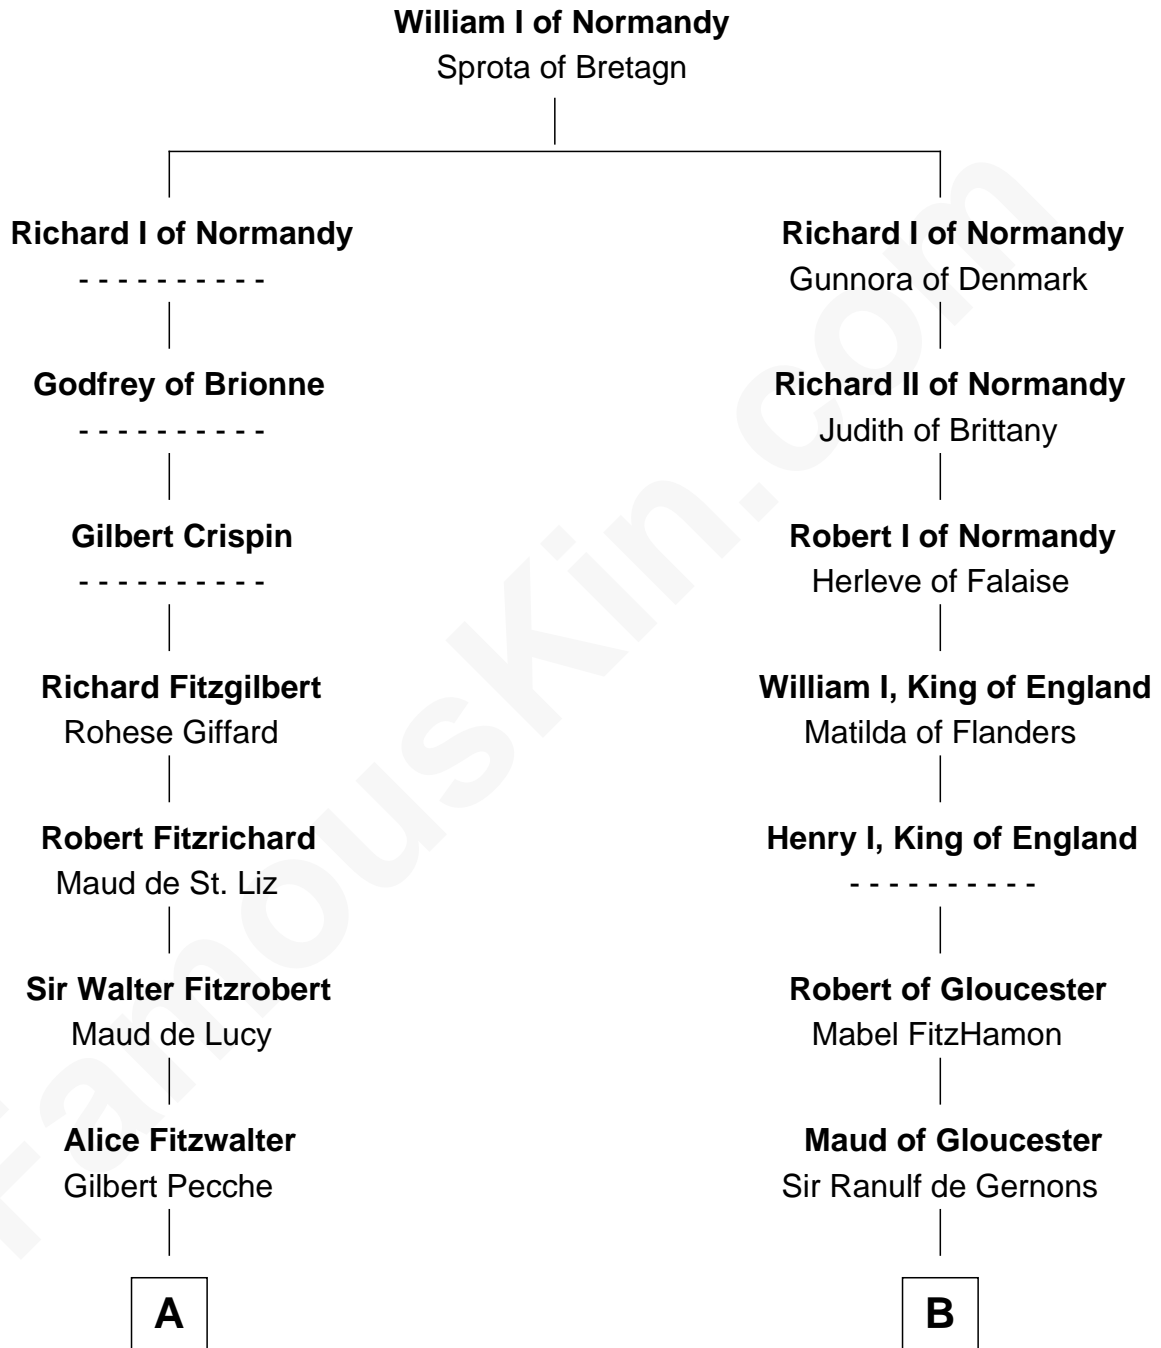 William I of Normandy
Sprota of Bretagn
Richard I of Normandy
- - - - - - - - - -
Godfrey of Brionne
- - - - - - - - - -
Gilbert Crispin
- - - - - - - - - -
Richard Fitzgilbert
Rohese Giffard
Robert Fitzrichard
Maud de St. Liz
Sir Walter Fitzrobert
Maud de Lucy
Alice Fitzwalter
Gilbert Pecche
A
Richard I of Normandy
Gunnora of Denmark
Richard II of Normandy
Judith of Brittany
Robert I of Normandy
Herleve of Falaise
William I, King of England
Matilda of Flanders
Henry I, King of England
- - - - - - - - - -
Robert of Gloucester
Mabel FitzHamon
Maud of Gloucester
Sir Ranulf de Gernons
B
FamousKin.com